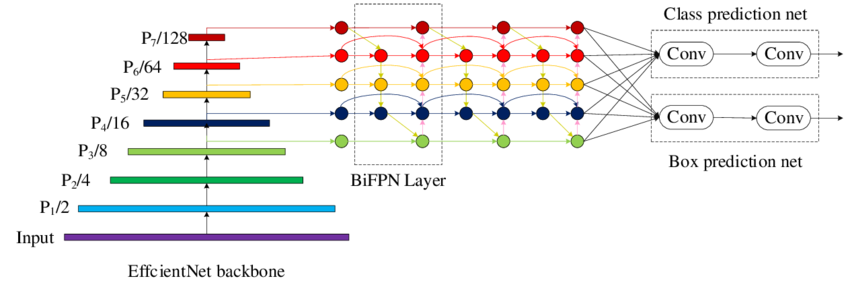 Class prediction net
P7/128
P6/64
Conv
Conv
P5/32
P4/16
Conv
Conv
P3/8
Box prediction net
P2/4
BiFPN Layer
P1/2
Input
EffcientNet backbone